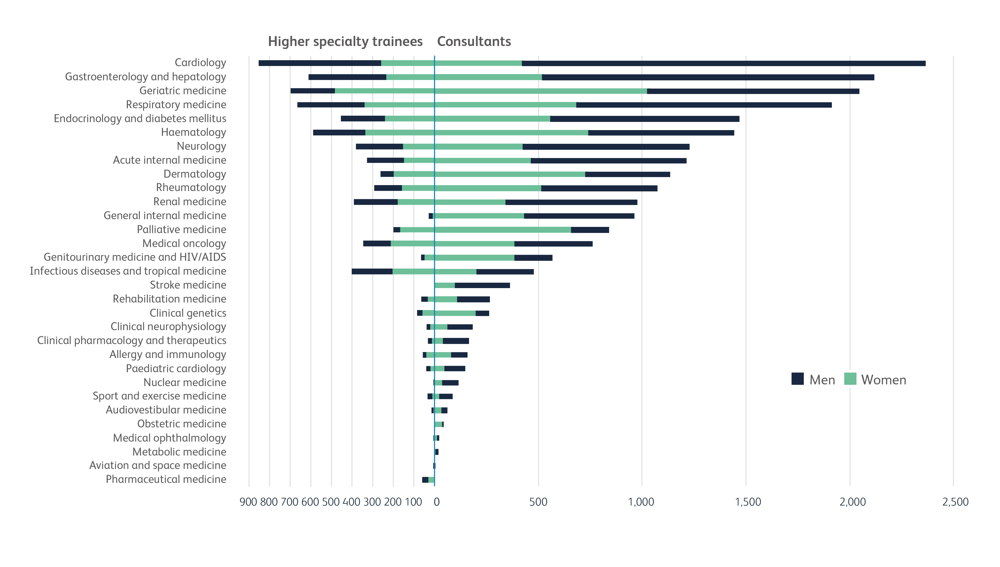 Higher specialty trainees Consultants
Cardiology
Gastroenterology and hepatology
Geriatric medicine
Respiratory medicine
Endocrinology and diabetes mellitus
Haematology
Neurology
Acute internal medicine
Dermatology
Rheumatology
Renal medicine
General internal medicine
Palliative medicine
Medical oncology
Genitourinary medicine and HIV/AIDS
Infectious diseases and tropical medicine
Stroke medicine
Rehabilitation medicine
Clinical genetics
Clinical neurophysiology
Clinical pharmacology and therapeutics
Allergy and immunology
Paediatric cardiology
Nuclear medicine
Men Women
Sport and exercise medicine
Audiovestibular medicine
Obstetric medicine
Medical ophthalmology
Metabolic medicine
Aviation and space medicine
Pharmaceutical medicine
900 800 700 600 500 400 300 200 100 0 500 1,000 1,500 2,000 2,500